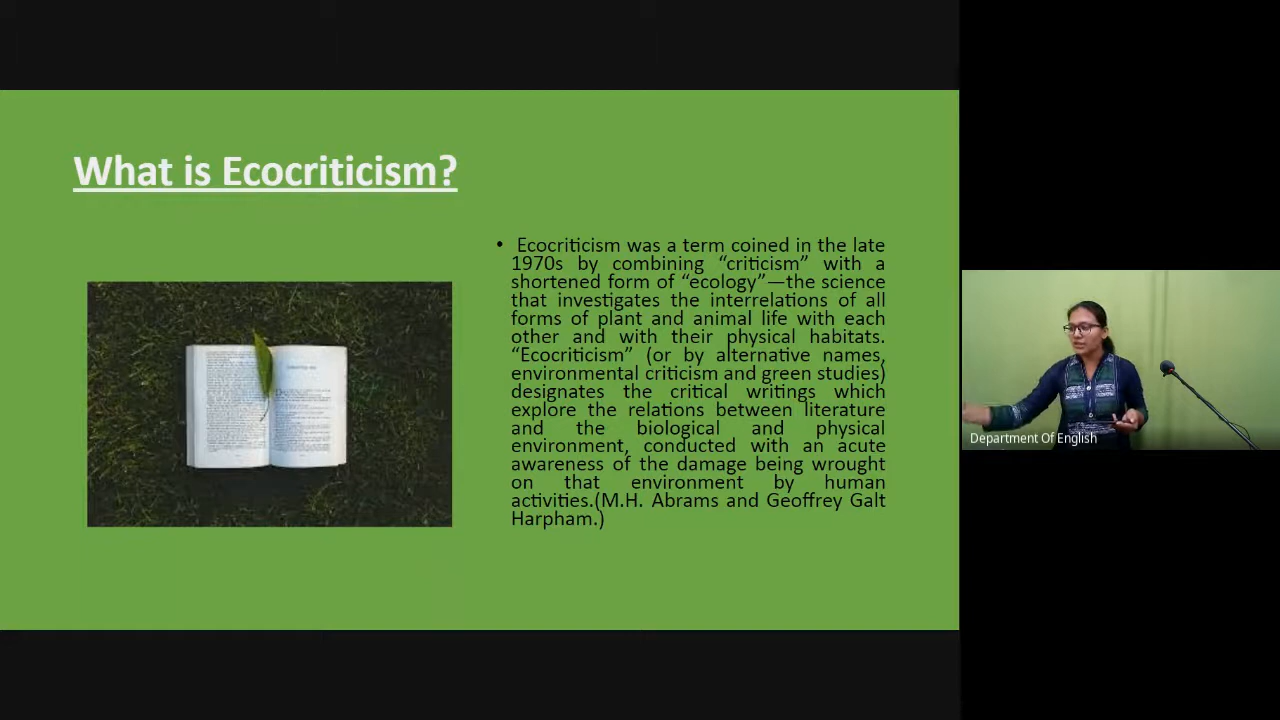 What is Ecocriticism?
• Ecocriticism was a term coined in the late
1970s by combining “criticism” with a
shortened form of “ecology”—the science
that investigates the interrelations of all
forms of plant and animal life with each
other and with their physical habitats.
“Ecocriticism” (or by alternative names,
environmental criticism and green studies)
designates the critical writings which
explore the relations between literature
and the biological and physical
environment, conducted with an acute
awareness of the damage being wrought
on that environment by human
activities.(M.H. Abrams and Geoffrey Galt
Harpham.)
Department Of English